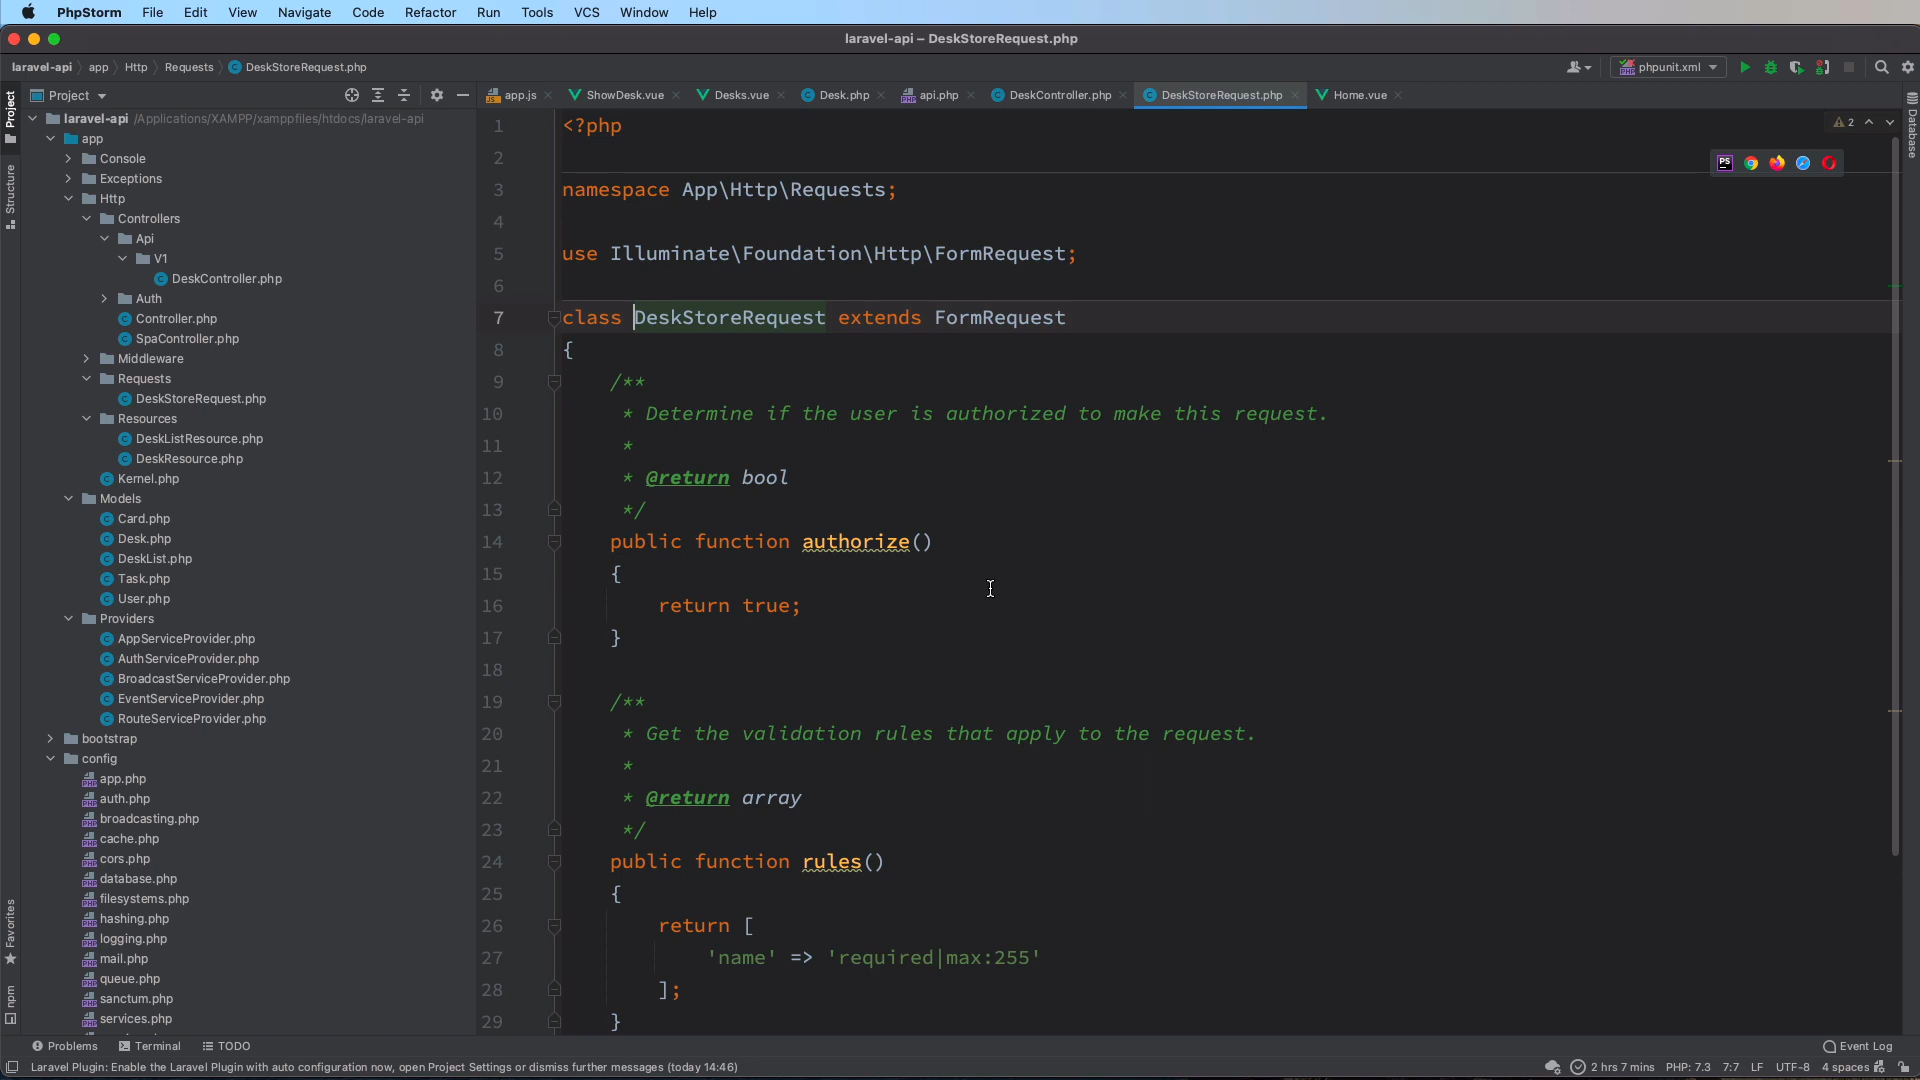 PhpStorm File Edit View Navigate Code Refactor Run Tools VCS Window Help
laravel-api – DeskStoreRequest.php
laravel-api app Http Requests DeskStoreRequest.php
phpunit.xml
Project
app.js ShowDesk.vue Desks.vue Desk.php api.php DeskController.php DeskStoreRequest.php Home.vue
Project
Structure
Favorites
npm
Database
laravel-api /Applications/XAMPP/xamppfiles/htdocs/laravel-api
app
Console
Exceptions
Http
Controllers
Api
V1
DeskController.php
Auth
Controller.php
SpaController.php
Middleware
Requests
DeskStoreRequest.php
Resources
DeskListResource.php
DeskResource.php
Kernel.php
Models
Card.php
Desk.php
DeskList.php
Task.php
User.php
Providers
AppServiceProvider.php
AuthServiceProvider.php
BroadcastServiceProvider.php
EventServiceProvider.php
RouteServiceProvider.php
bootstrap
config
app.php
auth.php
broadcasting.php
cache.php
cors.php
database.php
filesystems.php
hashing.php
logging.php
mail.php
queue.php
sanctum.php
services.php
2
1 <?php
2
3 namespace App\Http\Requests;
4
5 use Illuminate\Foundation\Http\FormRequest;
6
7 class DeskStoreRequest extends FormRequest
8 {
9 /**
10 * Determine if the user is authorized to make this request.
11 *
12 * @return bool
13 */
14 public function authorize()
15 {
16 return true;
17 }
18
19 /**
20 * Get the validation rules that apply to the request.
21 *
22 * @return array
23 */
24 public function rules()
25 {
26 return [
27 'name' => 'required|max:255'
28 ];
29 }
Problems Terminal TODO Event Log
Laravel Plugin: Enable the Laravel Plugin with auto configuration now, open Project Settings or dismiss further messages (today 14:46) 2 hrs 7 mins PHP: 7.3 7:7 LF UTF-8 4 spaces